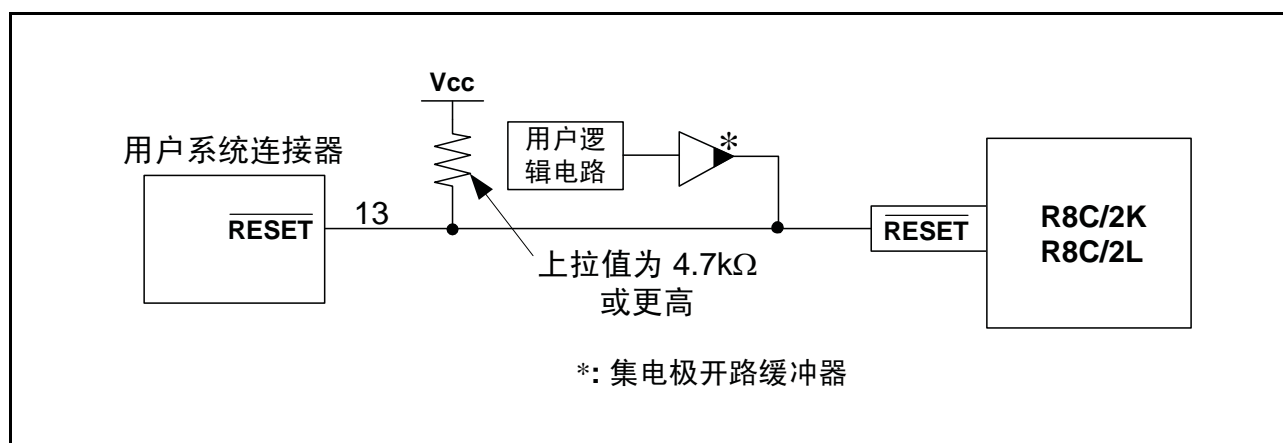 Vcc
用户系统连接器
用户逻
辑电路
*
RESET
13
RESET
R8C/2K
R8C/2L
上拉值为 4.7kΩ
或更高
*: 集电极开路缓冲器